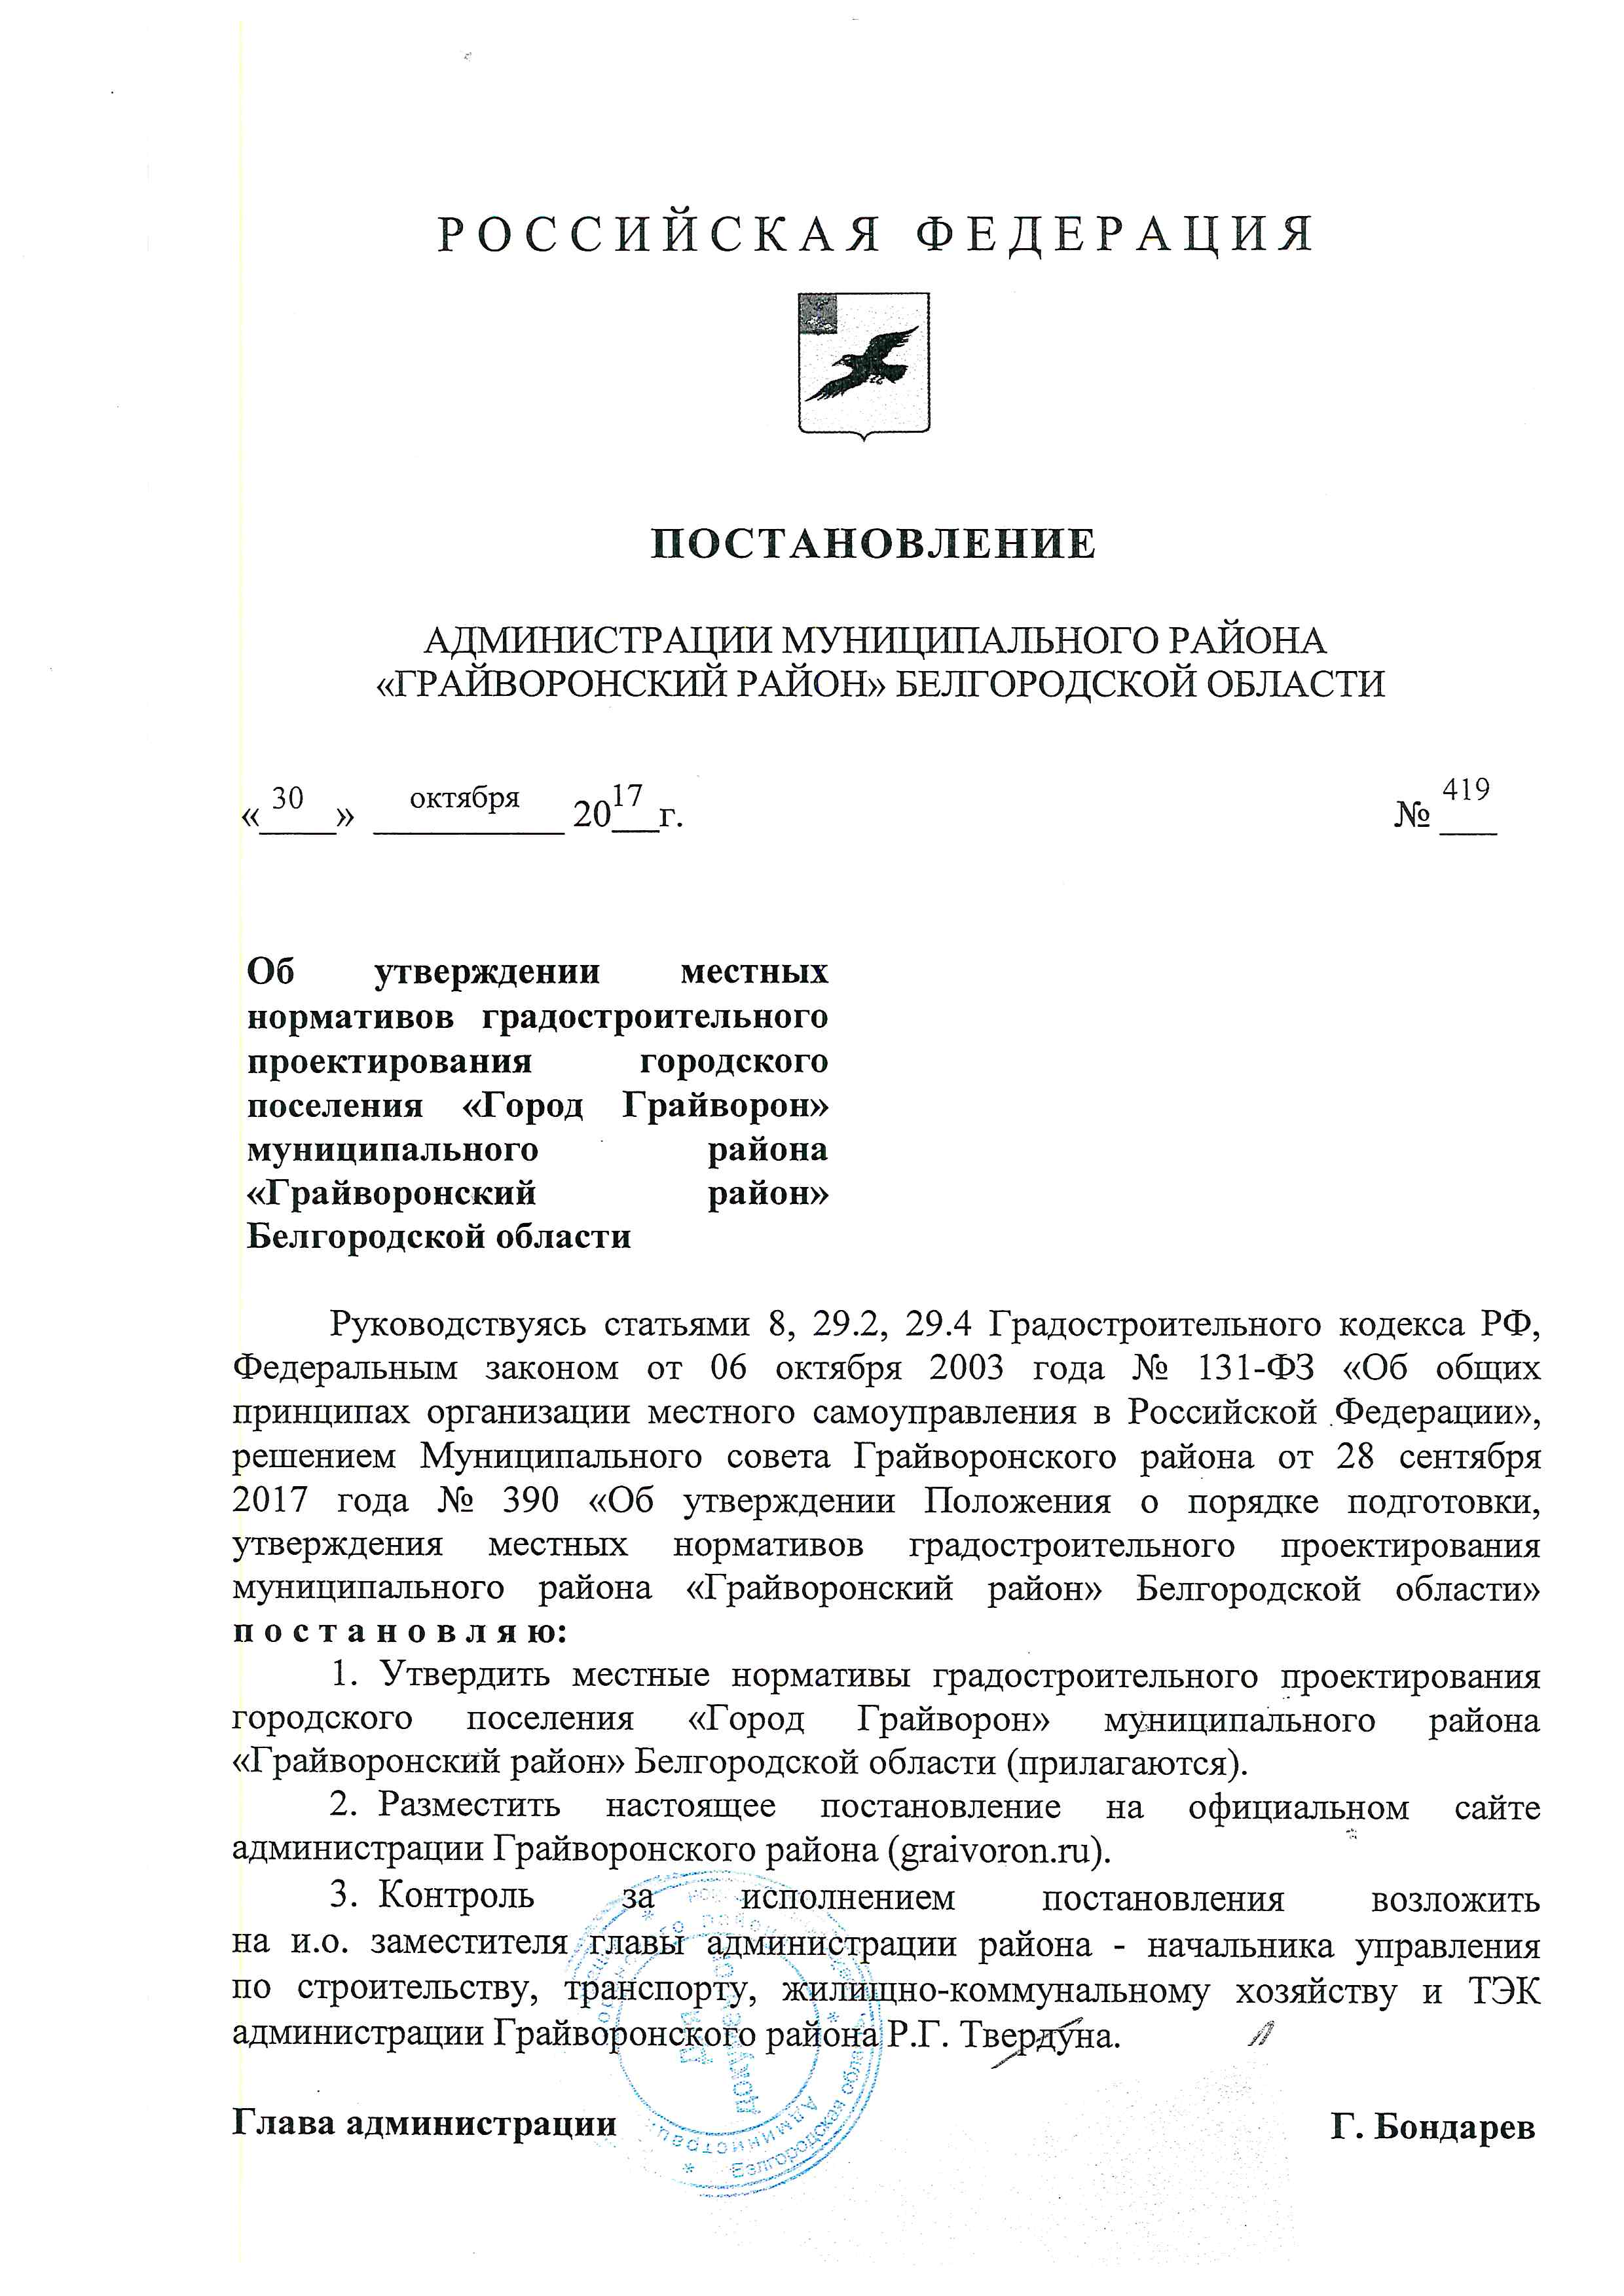 РОССИЙСКАЯ ФЕДЕРАЦИЯ
ПОСТАНОВЛЕНИЕ
АДМИНИСТРАЦИИ МУНИЦИПАЛЬНОГО РАЙОНА
«ГРАЙВОРОНСКИЙ РАЙОН» БЕЛГОРОДСКОЙ ОБЛАСТИ
«30» октября 2017г. № 419
Об утверждении местных
нормативов градостроительного
проектирования городского
поселения «Город Грайворон»
муниципального района
«Грайворонский район»
Белгородской области
Руководствуясь статьями 8, 29.2, 29.4 Градостроительного кодекса РФ,
Федеральным законом от 06 октября 2003 года № 131-ФЗ «Об общих
принципах организации местного самоуправления в Российской Федерации»,
решением Муниципального совета Грайворонского района от 28 сентября
2017 года № 390 «Об утверждении Положения о порядке подготовки,
утверждения местных нормативов градостроительного проектирования
муниципального района «Грайворонский район» Белгородской области»
п о с т а н о в л я ю:
1. Утвердить местные нормативы градостроительного проектирования
городского поселения «Город Грайворон» муниципального района
«Грайворонский район» Белгородской области (прилагаются).
2. Разместить настоящее постановление на официальном сайте
администрации Грайворонского района (graivoron.ru).
3. Контроль за исполнением постановления возложить
на и.о. заместителя главы администрации района - начальника управления
по строительству, транспорту, жилищно-коммунальному хозяйству и ТЭК
администрации Грайворонского района Р.Г. Твердуна.
Глава администрации Г. Бондарев
Для
документов